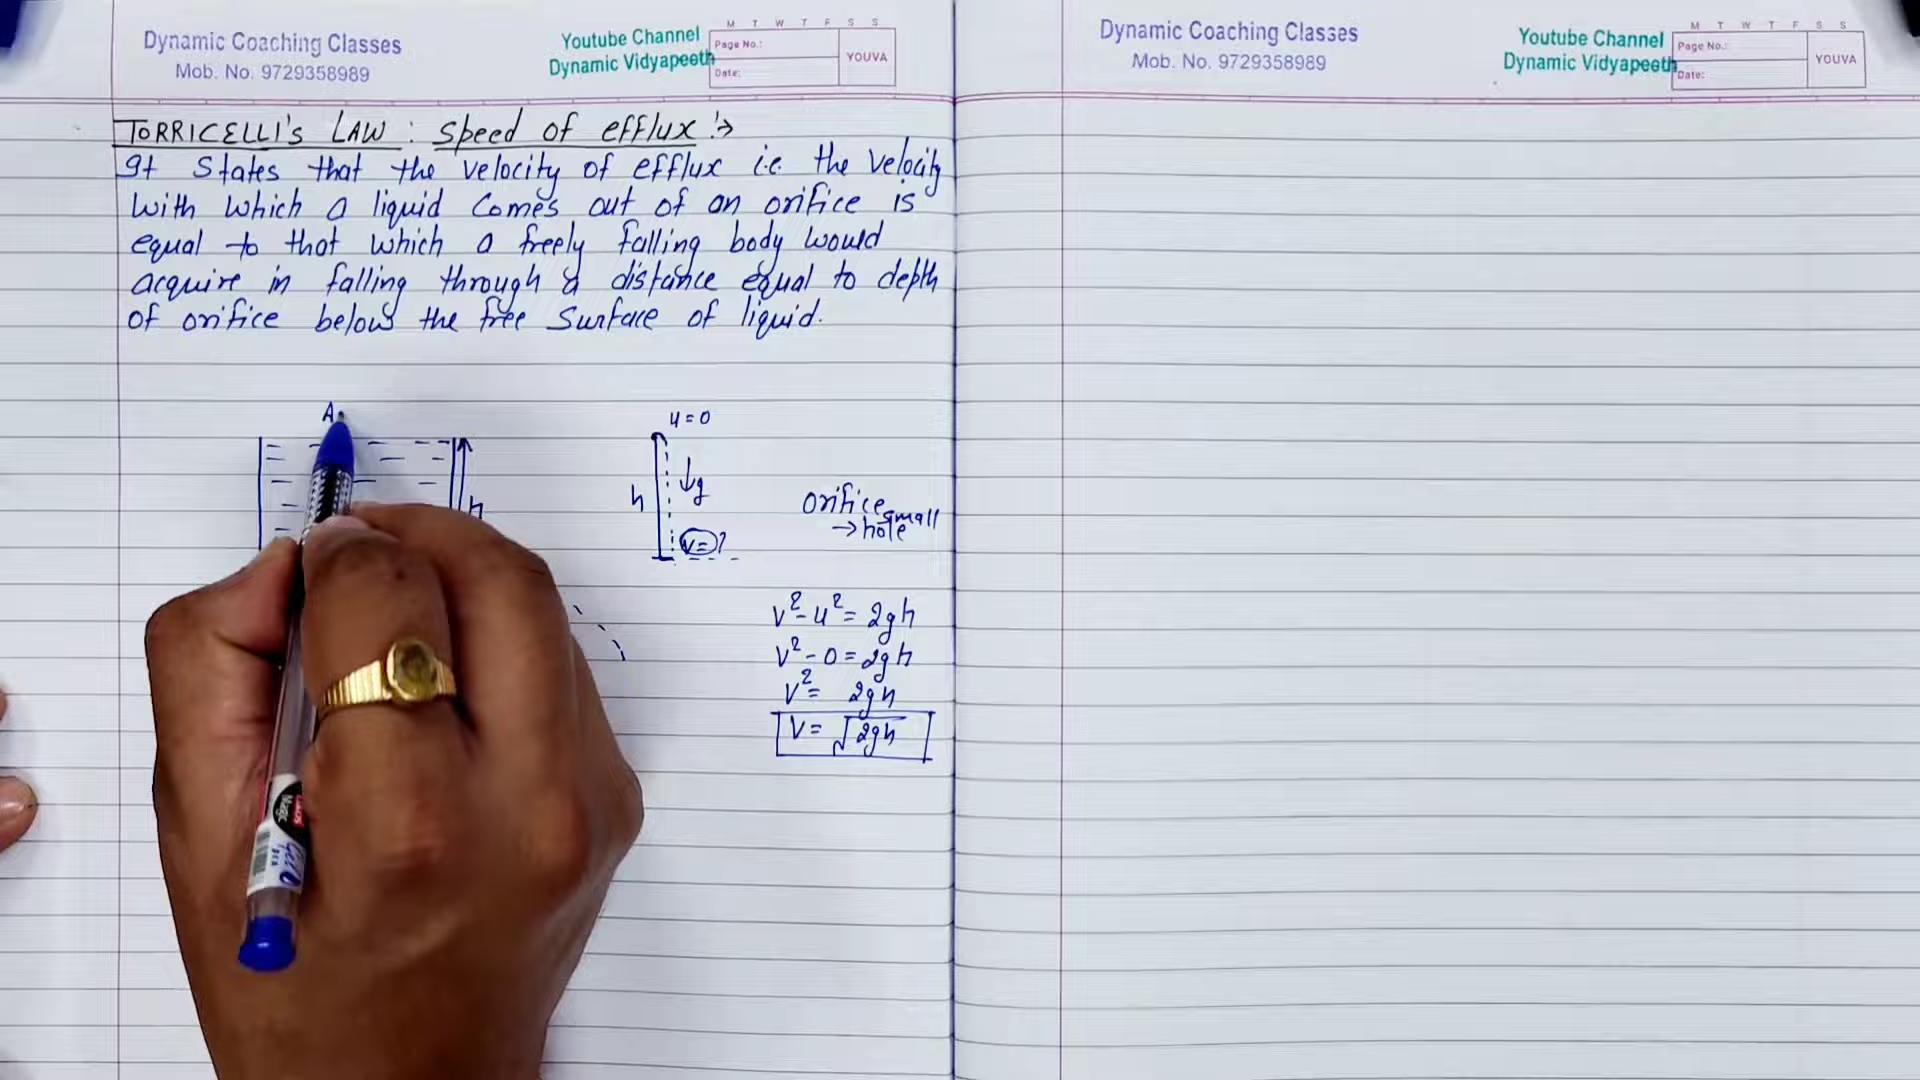 Dynamic Coaching Classes
Mob. No. 9729358989
Youtube Channel
Dynamic Vidyapeeth
M T W T F S S
Page No.:
Date:
YOUVA
TORRICELLI's LAW : Speed of efflux :→
It States that the velocity of efflux i.e. the velocity
with which a liquid comes out of an orifice is
equal to that which a freely falling body would
acquire in falling through a distance equal to depth
of orifice below the free surface of liquid.
A
h
u = 0
h
↓g
v = ?
Orifice
→ small hole
v² - u² = 2gh
v² - 0 = 2gh
v² = 2gh
v = √2gh
Dynamic Coaching Classes
Mob. No. 9729358989
Youtube Channel
Dynamic Vidyapeeth
M T W T F S S
Page No.:
Date:
YOUVA